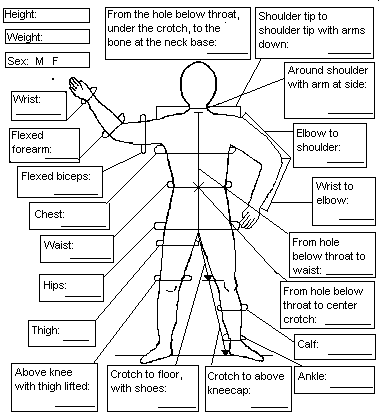 Height:
Weight:
Sex: M F
From the hole below throat,
under the crotch, to the
bone at the neck base:
Shoulder tip to
shoulder tip with arms
down:
Around shoulder
with arm at side:
Wrist:
Flexed
forearm:
Elbow to
shoulder:
Flexed biceps:
Wrist to
elbow:
Chest:
Waist:
From hole
below throat to
waist:
Hips:
From hole below
throat to center
crotch:
Thigh:
Calf:
Above knee
with thigh lifted:
Crotch to floor,
with shoes:
Crotch to above
kneecap:
Ankle: